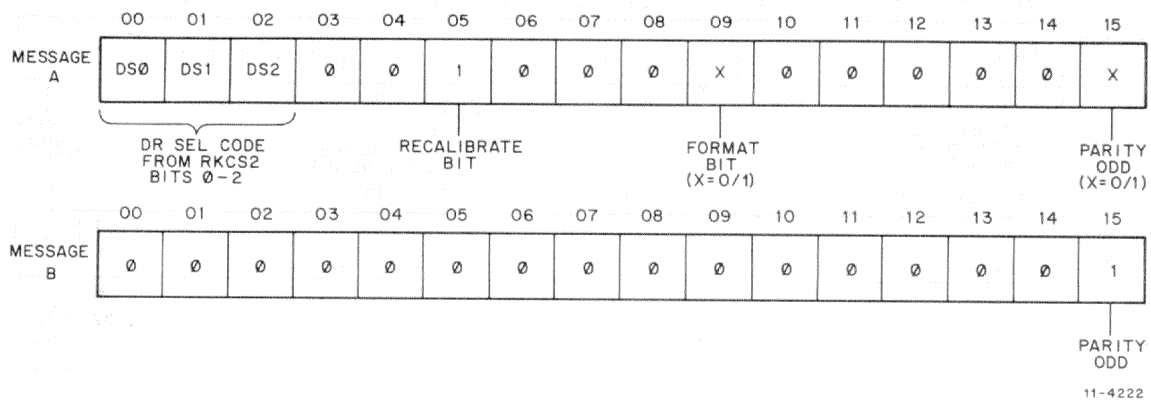 00 01 02 03 04 05 06 07 08 09 10 11 12 13 14 15
MESSAGE
A
DSØ DS1 DS2 Ø Ø 1 Ø Ø Ø X Ø Ø Ø Ø Ø X
DR SEL CODE
FROM RKCS2
BITS Ø-2
RECALIBRATE
BIT
FORMAT
BIT
(X=0/1)
PARITY
ODD
(X=0/1)
00 01 02 03 04 05 06 07 08 09 10 11 12 13 14 15
MESSAGE
B
Ø Ø Ø Ø Ø Ø Ø Ø Ø Ø Ø Ø Ø Ø Ø 1
PARITY
ODD
11-4222